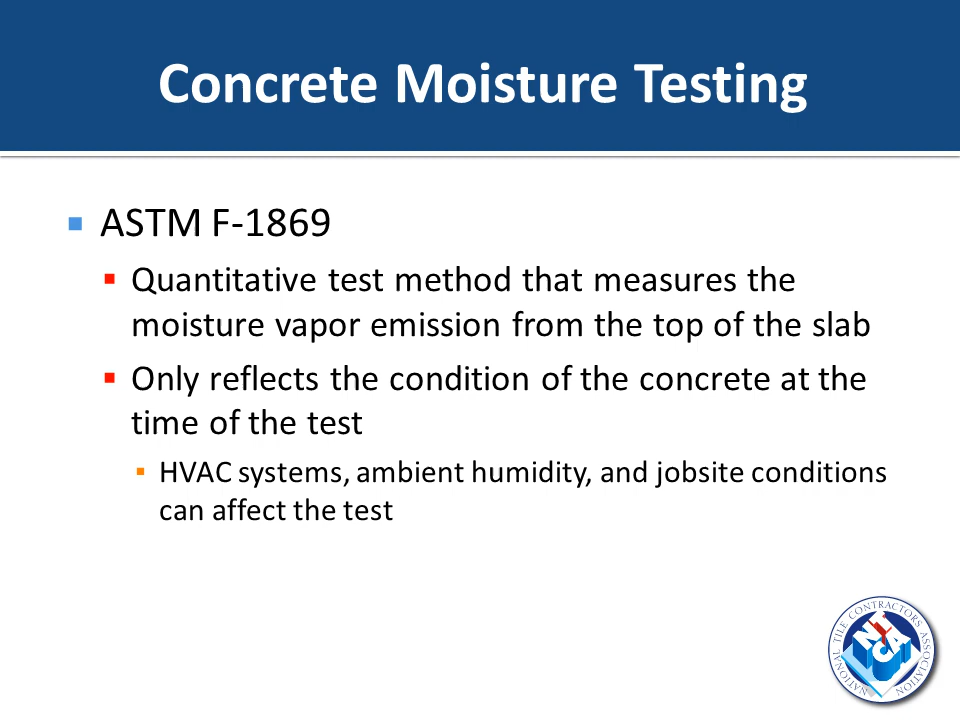 Concrete Moisture Testing
ASTM F-1869
Quantitative test method that measures the
moisture vapor emission from the top of the slab
Only reflects the condition of the concrete at the
time of the test
HVAC systems, ambient humidity, and jobsite conditions
can affect the test
NATIONAL TILE CONTRACTORS ASSOCIATION
NTCA